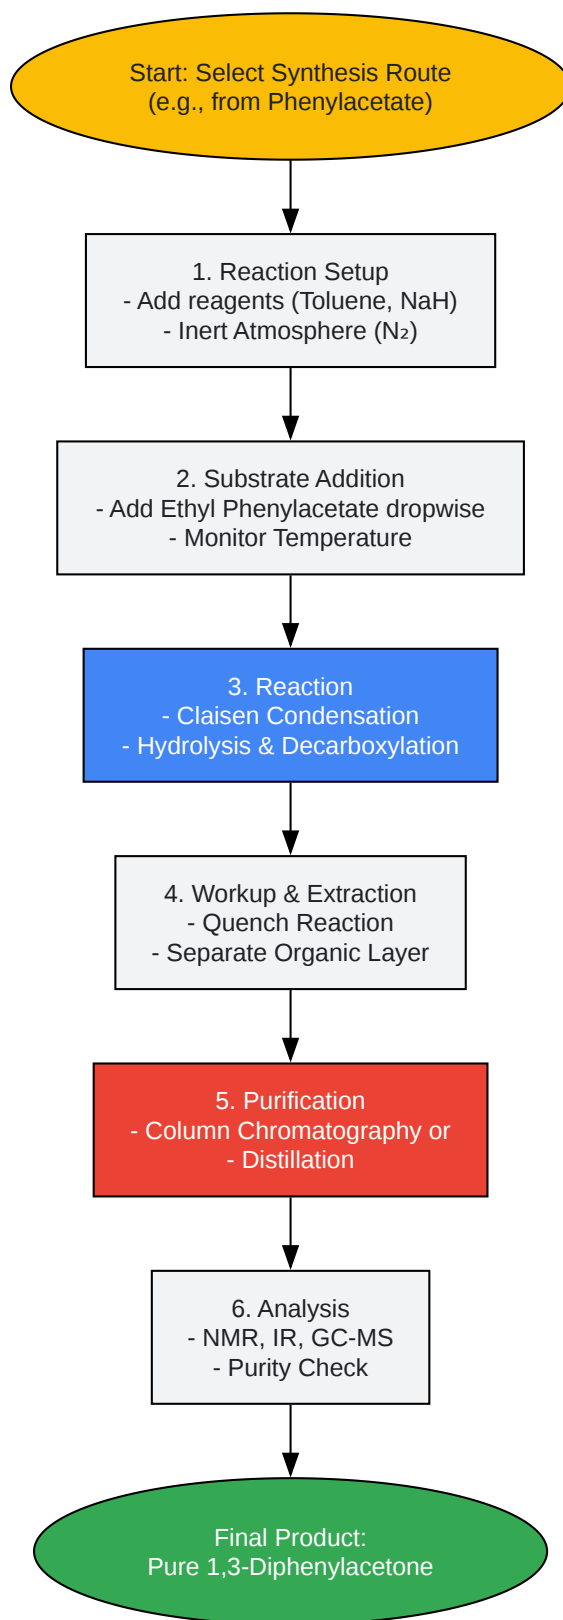 Start: Select Synthesis Route
(e.g., from Phenylacetate)
1. Reaction Setup
- Add reagents (Toluene, NaH)
- Inert Atmosphere (N₂)
2. Substrate Addition
- Add Ethyl Phenylacetate dropwise
- Monitor Temperature
3. Reaction
- Claisen Condensation
- Hydrolysis & Decarboxylation
4. Workup & Extraction
- Quench Reaction
- Separate Organic Layer
5. Purification
- Column Chromatography or
- Distillation
6. Analysis
- NMR, IR, GC-MS
- Purity Check
Final Product:
Pure 1,3-Diphenylacetone